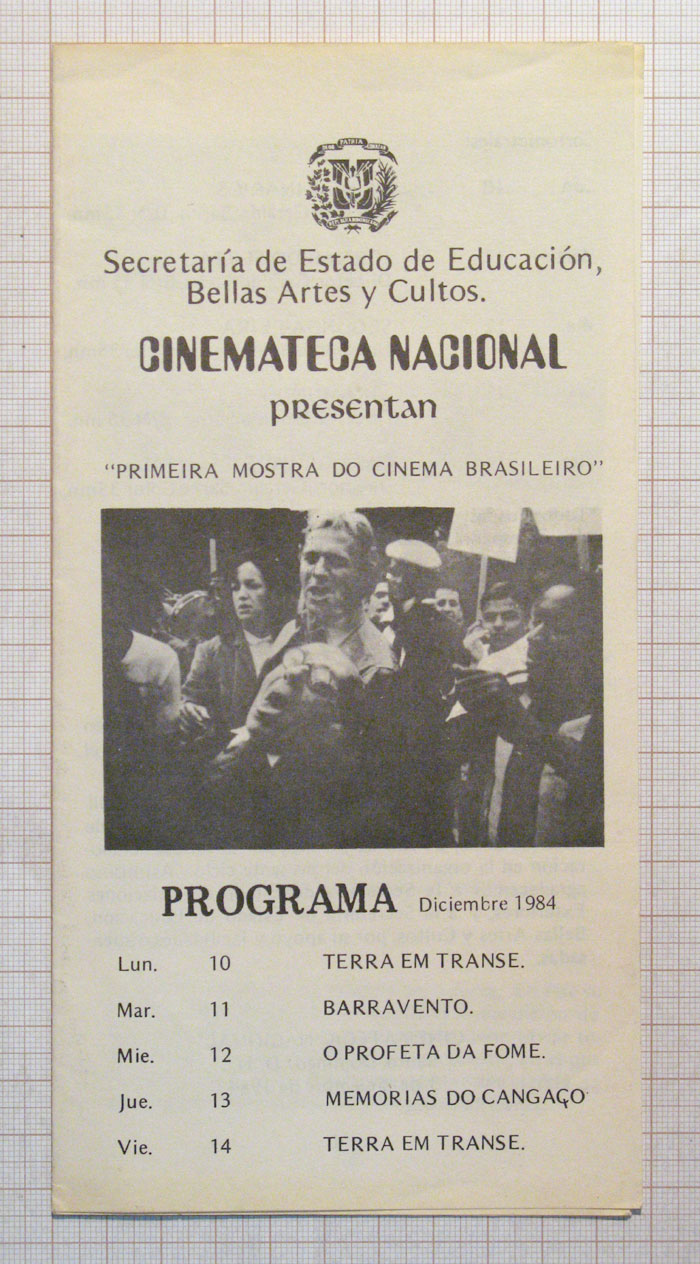 PATRIA
Secretaría de Estado de Educación,
Bellas Artes y Cultos.
CINEMATECA NACIONAL
presentan
“PRIMEIRA MOSTRA DO CINEMA BRASILEIRO”
PROGRAMA Diciembre 1984
Lun. 10 TERRA EM TRANSE.
Mar. 11 BARRAVENTO.
Mie. 12 O PROFETA DA FOME.
Jue. 13 MEMORIAS DO CANGAÇO
Vie. 14 TERRA EM TRANSE.